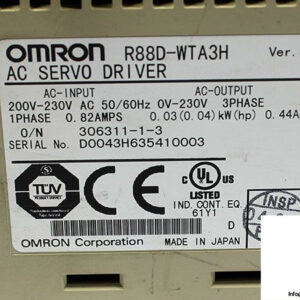 OMRON R88D-WTA3H Ver.
AC SERVO DRIVER
AC-INPUT AC-OUTPUT
200V-230V AC 50/60Hz 0V-230V 3PHASE
1PHASE 0.82AMPS 0.03(0.04)kW(hp) 0.44A
O/N 306311-1-3
SERIAL No. D0043H635410003
TÜV
C UL US
LISTED
IND. CONT. EQ.
61Y1
INSP
D
OMRON Corporation MADE IN JAPAN